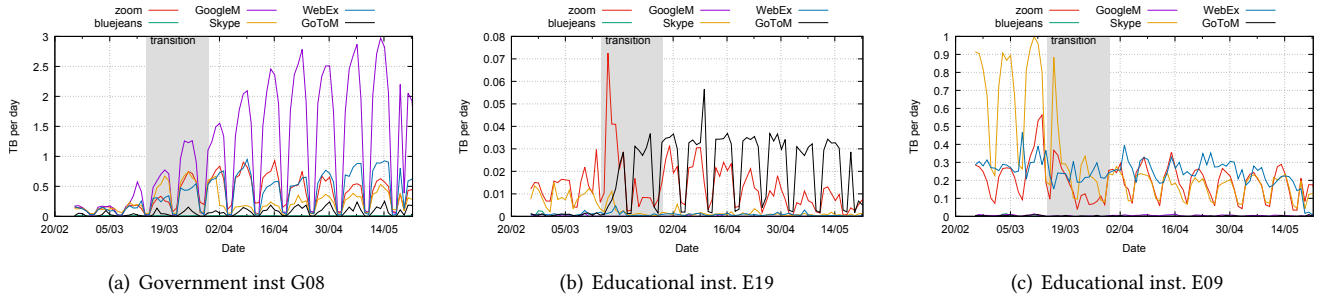 zoom GoogleM WebEx
bluejeans Skype GoToM
3
2.5
2
1.5
1
0.5
0
TB per day
transition
20/02 05/03 19/03 02/04 16/04 30/04 14/05
Date
(a) Government inst G08
zoom GoogleM WebEx
bluejeans Skype GoToM
0.08
0.07
0.06
0.05
0.04
0.03
0.02
0.01
0
TB per day
transition
20/02 05/03 19/03 02/04 16/04 30/04 14/05
Date
(b) Educational inst. E19
zoom GoogleM WebEx
bluejeans Skype GoToM
1
0.9
0.8
0.7
0.6
0.5
0.4
0.3
0.2
0.1
0
TB per day
transition
20/02 05/03 19/03 02/04 16/04 30/04 14/05
Date
(c) Educational inst. E09